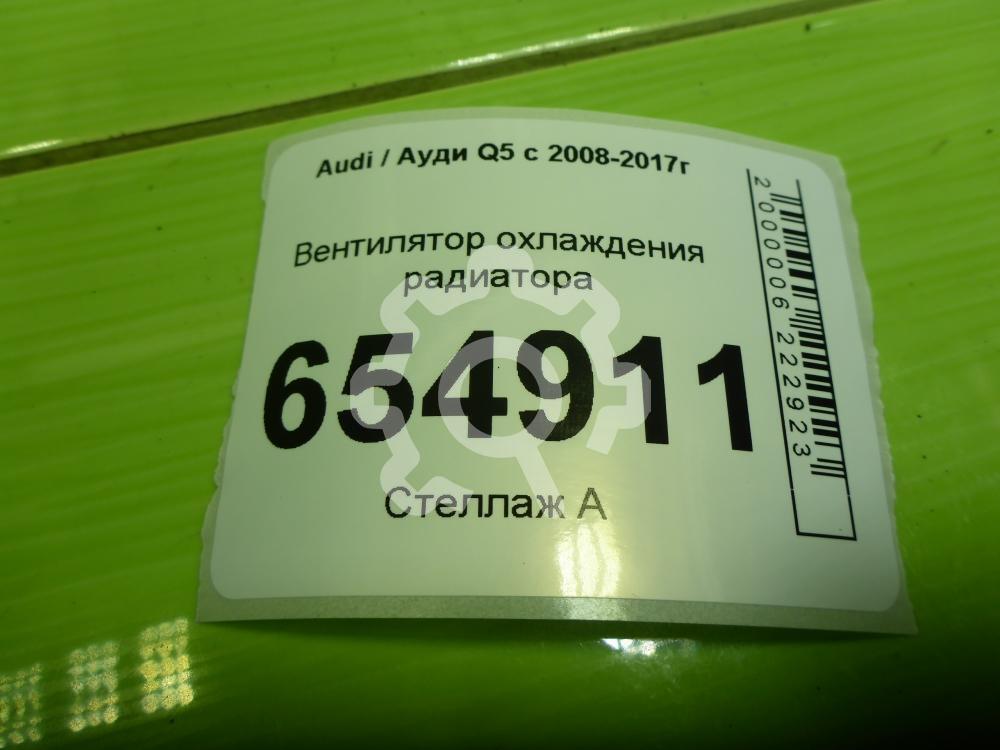 Audi / Ауди Q5 с 2008-2017г
Вентилятор охлаждения
радиатора
654911
Стеллаж А
2000006222923